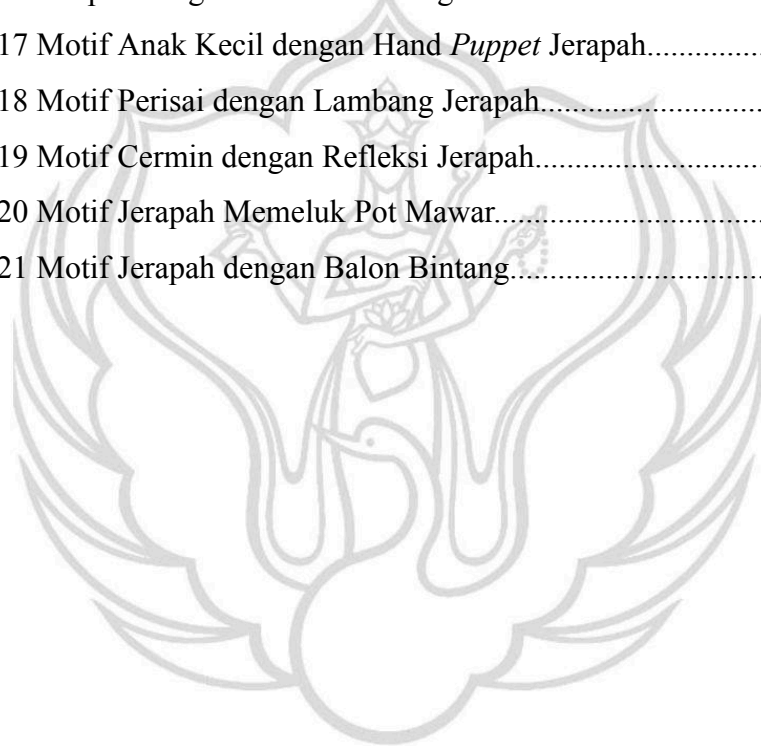 17 Motif Anak Kecil dengan Hand Puppet Jerapah...............
18 Motif Perisai dengan Lambang Jerapah.............................
19 Motif Cermin dengan Refleksi Jerapah.............................
20 Motif Jerapah Memeluk Pot Mawar..................................
21 Motif Jerapah dengan Balon Bintang................................